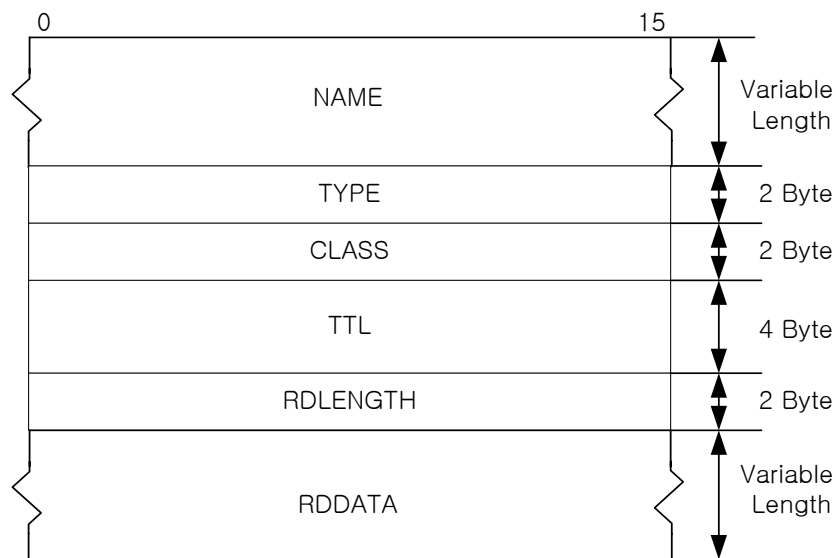 0 15
NAME
Variable
Length
TYPE
2 Byte
CLASS
2 Byte
TTL
4 Byte
RDLENGTH
2 Byte
RDDATA
Variable
Length